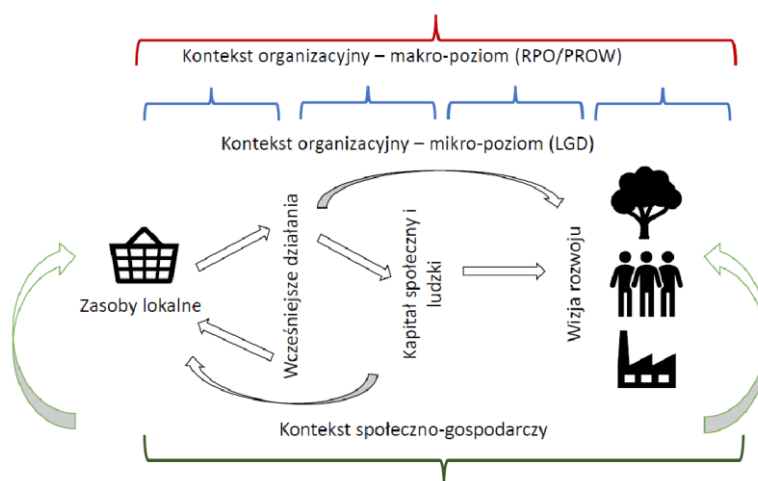 Kontekst organizacyjny – makro-poziom (RPO/PROW)
Kontekst organizacyjny – mikro-poziom (LGD)
Zasoby lokalne
Wcześniejsze działania
Kapitał społeczny i
ludzki
Wizja rozwoju
Kontekst społeczno-gospodarczy